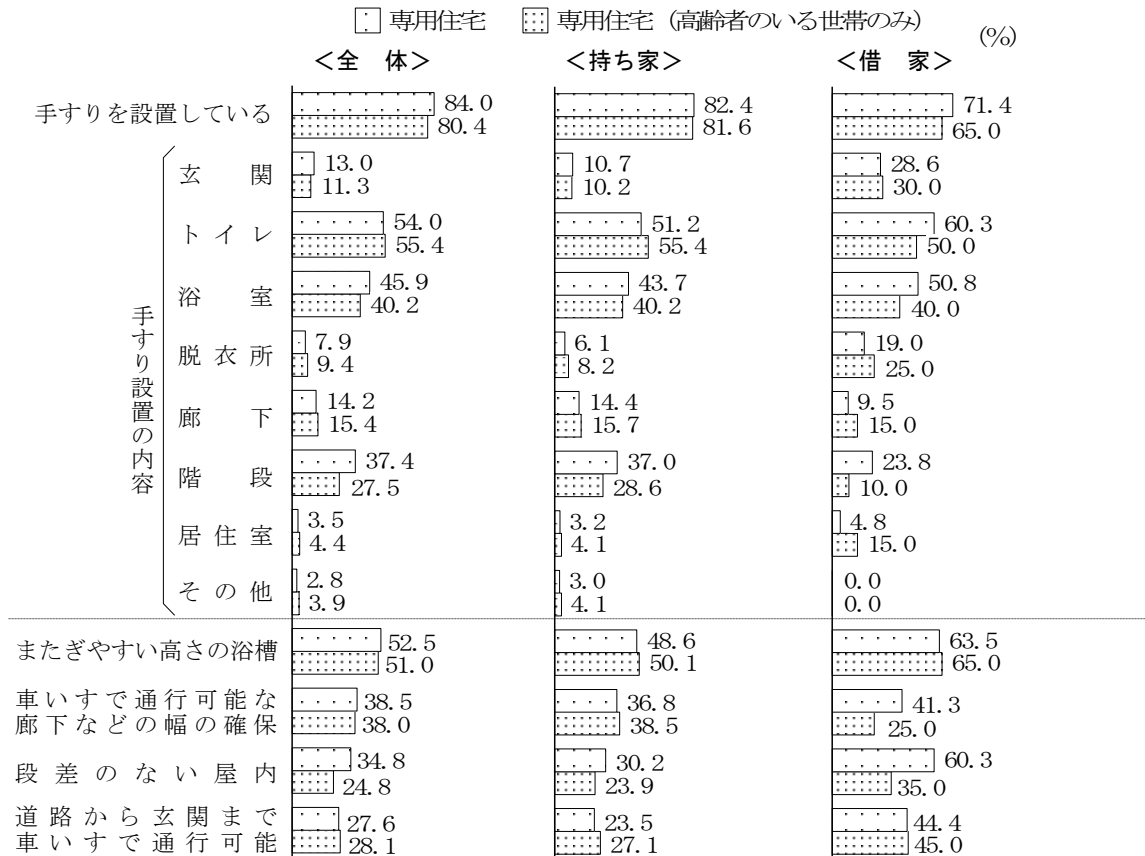 専用住宅 専用住宅（高齢者のいる世帯のみ）
(%)
＜全　体＞ ＜持ち家＞ ＜借　家＞
手すりを設置している 84.0 82.4 71.4
80.4 81.6 65.0
手すり設置の内容
玄　関 13.0 10.7 28.6
11.3 10.2 30.0
トイレ 54.0 51.2 60.3
55.4 55.4 50.0
浴　室 45.9 43.7 50.8
40.2 40.2 40.0
脱衣所 7.9 6.1 19.0
9.4 8.2 25.0
廊　下 14.2 14.4 9.5
15.4 15.7 15.0
階　段 37.4 37.0 23.8
27.5 28.6 10.0
居住室 3.5 3.2 4.8
4.4 4.1 15.0
その他 2.8 3.0 0.0
3.9 4.1 0.0
またぎやすい高さの浴槽 52.5 48.6 63.5
51.0 50.1 65.0
車いすで通行可能な 38.5 36.8 41.3
廊下などの幅の確保 38.0 38.5 25.0
段差のない屋内 34.8 30.2 60.3
24.8 23.9 35.0
道路から玄関まで 27.6 23.5 44.4
車いすで通行可能 28.1 27.1 45.0